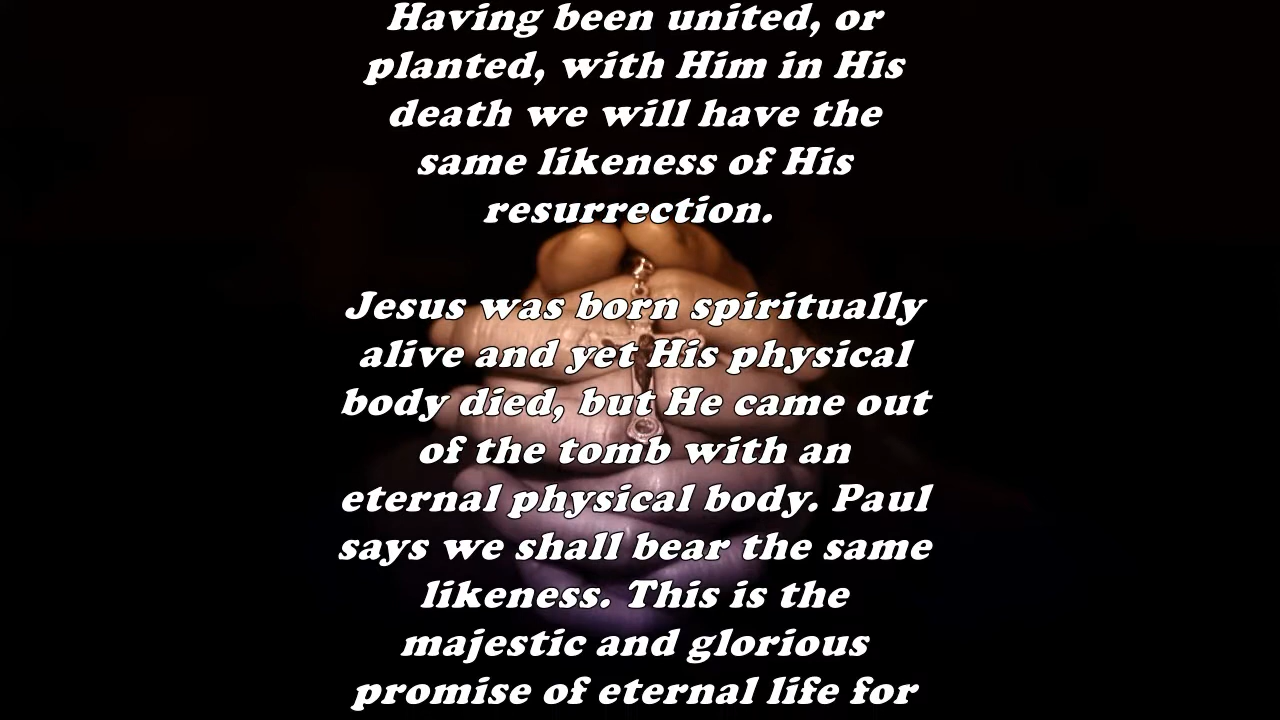 Having been united, or
planted, with Him in His
death we will have the
same likeness of His
resurrection.
Jesus was born spiritually
alive and yet His physical
body died, but He came out
of the tomb with an
eternal physical body. Paul
says we shall bear the same
likeness. This is the
majestic and glorious
promise of eternal life for